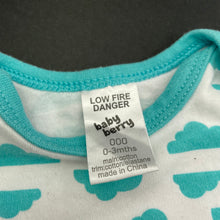 LOW FIRE
DANGER
baby
berry
000
0-3mths
main:cotton
trim:cotton/elastane
made in china